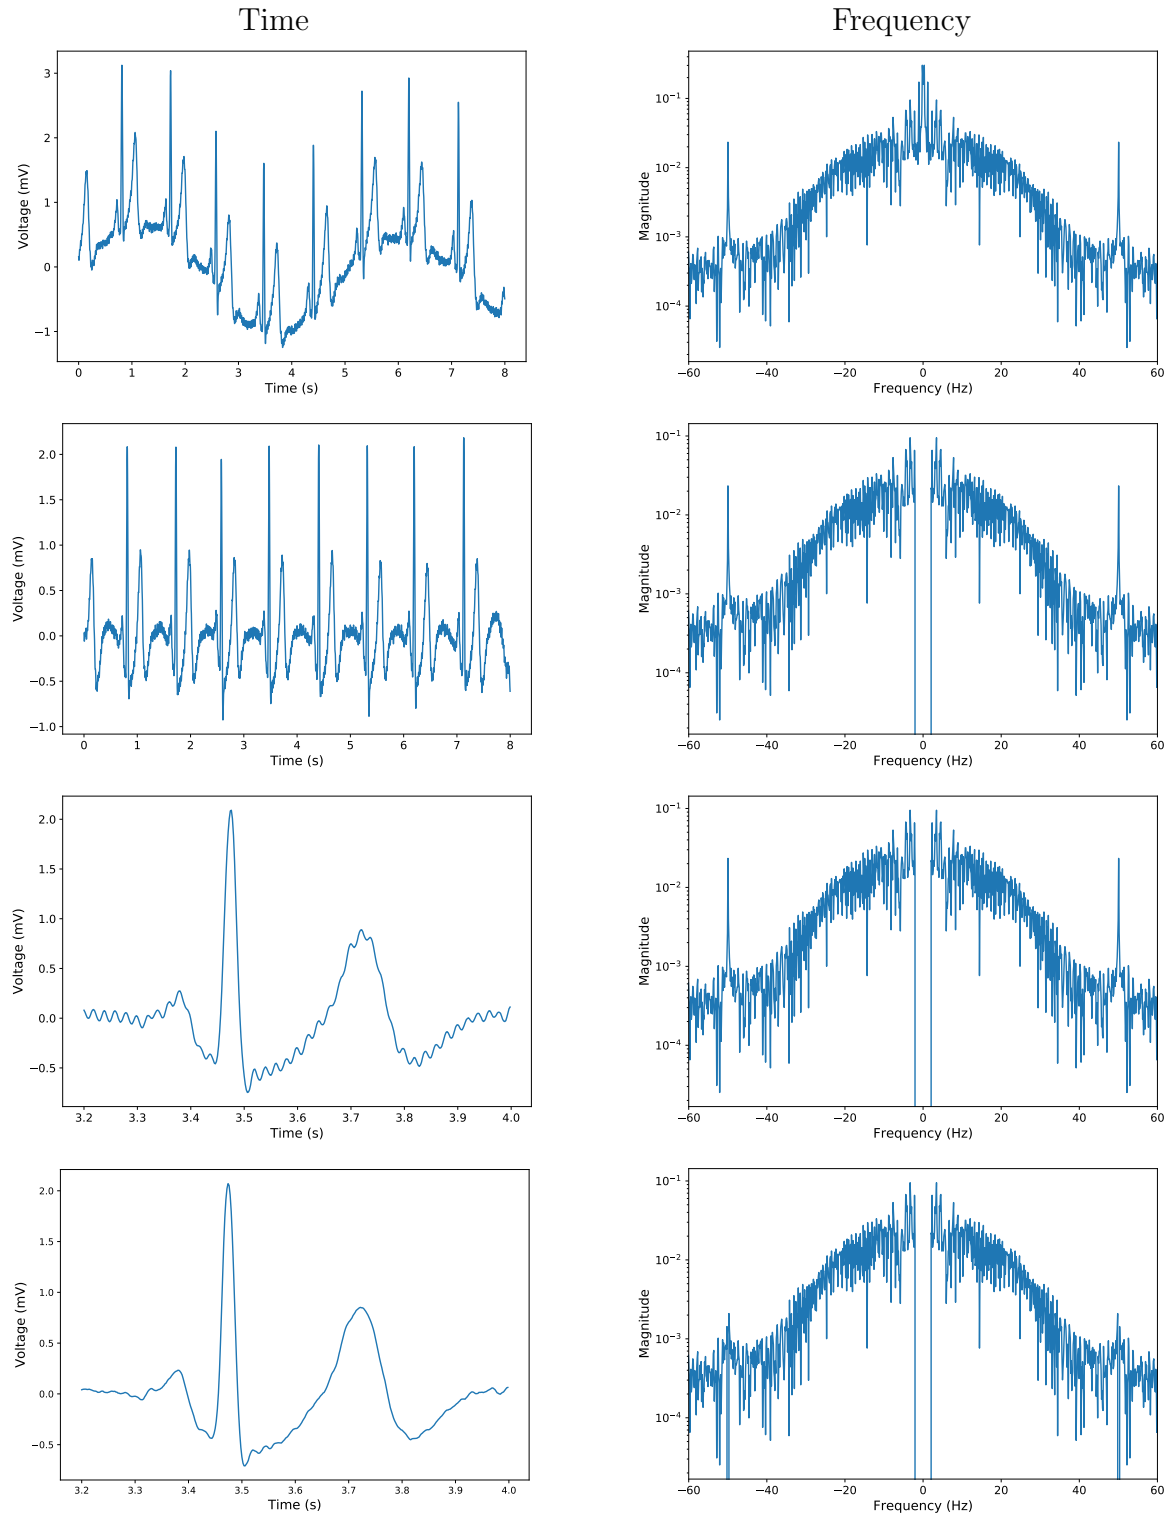 Time
Frequency
3
2
1
0
−1
0 1 2 3 4 5 6 7 8
Voltage (mV)
Time (s)
10⁻¹
10⁻²
10⁻³
10⁻⁴
−60 −40 −20 0 20 40 60
Magnitude
Frequency (Hz)
2.0
1.5
1.0
0.5
0.0
−0.5
−1.0
0 1 2 3 4 5 6 7 8
Voltage (mV)
Time (s)
10⁻¹
10⁻²
10⁻³
10⁻⁴
−60 −40 −20 0 20 40 60
Magnitude
Frequency (Hz)
2.0
1.5
1.0
0.5
0.0
−0.5
3.2 3.3 3.4 3.5 3.6 3.7 3.8 3.9 4.0
Voltage (mV)
Time (s)
10⁻¹
10⁻²
10⁻³
10⁻⁴
−60 −40 −20 0 20 40 60
Magnitude
Frequency (Hz)
2.0
1.5
1.0
0.5
0.0
−0.5
3.2 3.3 3.4 3.5 3.6 3.7 3.8 3.9 4.0
Voltage (mV)
Time (s)
10⁻¹
10⁻²
10⁻³
10⁻⁴
−60 −40 −20 0 20 40 60
Magnitude
Frequency (Hz)